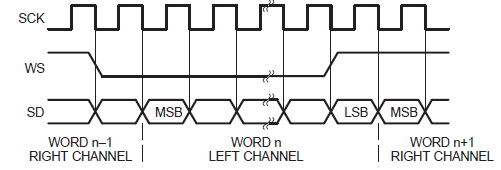 SCK
WS
SD
MSB
LSB
MSB
WORD n–1
RIGHT CHANNEL
WORD n
LEFT CHANNEL
WORD n+1
RIGHT CHANNEL